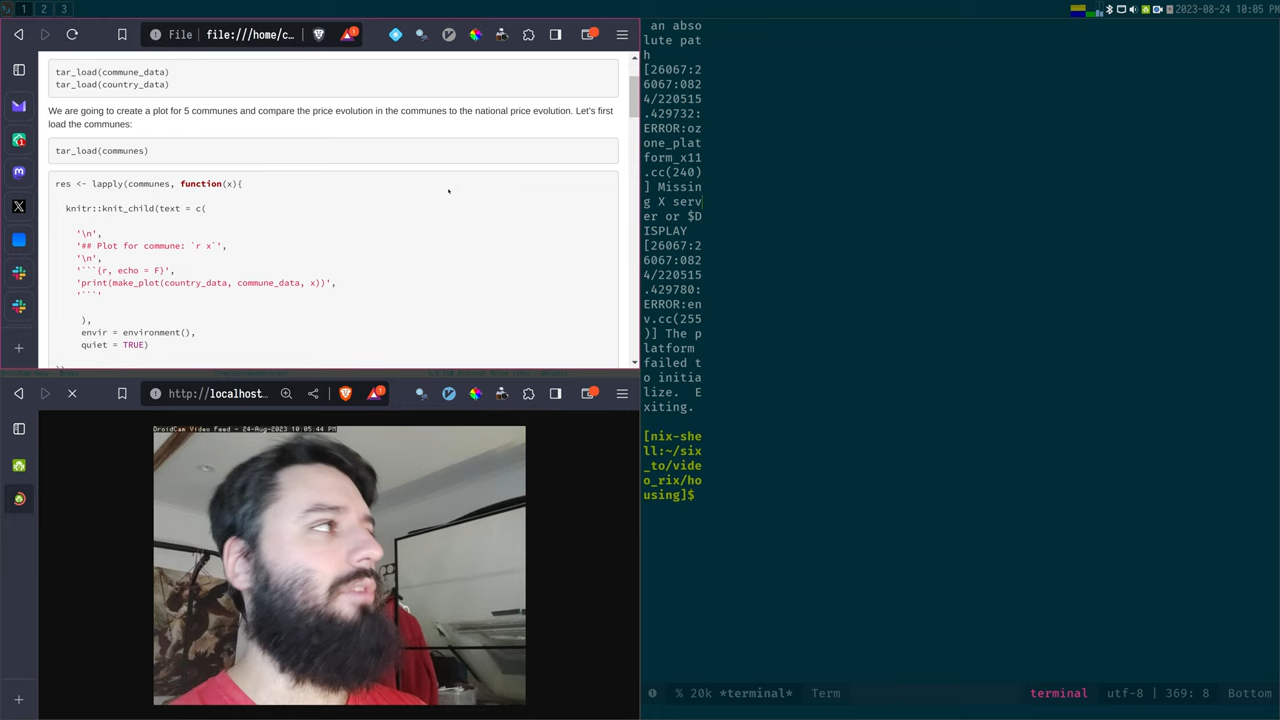 1 2 3
2023-08-24 10:05 PM
File file:///home/c...
tar_load(commune_data)
tar_load(country_data)
We are going to create a plot for 5 communes and compare the price evolution in the communes to the national price evolution. Let's first
load the communes:
tar_load(communes)
res <- lapply(communes, function(x){
knitr::knit_child(text = c(
'\n',
'## Plot for commune: `r x`',
'\n',
'```{r, echo = F}',
'print(make_plot(country_data, commune_data, x))',
'```'
),
envir = environment(),
quiet = TRUE)
})
http://localhost...
DroidCam Video Feed - 24-Aug-2023 10:05:44 PM
an abso
lute pat
h
[26067:2
6067:082
4/220515
.429732:
ERROR:oz
one_plat
form_x11
.cc(240)
] Missin
g X serv
er or $D
ISPLAY
[26067:2
6067:082
4/220515
.429780:
ERROR:en
v.cc(255
)] The p
latform
failed t
o initia
lize. E
xiting.
[nix-she
ll:~/six
_to/vide
o_rix/ho
using]$
% 20k *terminal* Term terminal utf-8 | 369: 8 Bottom